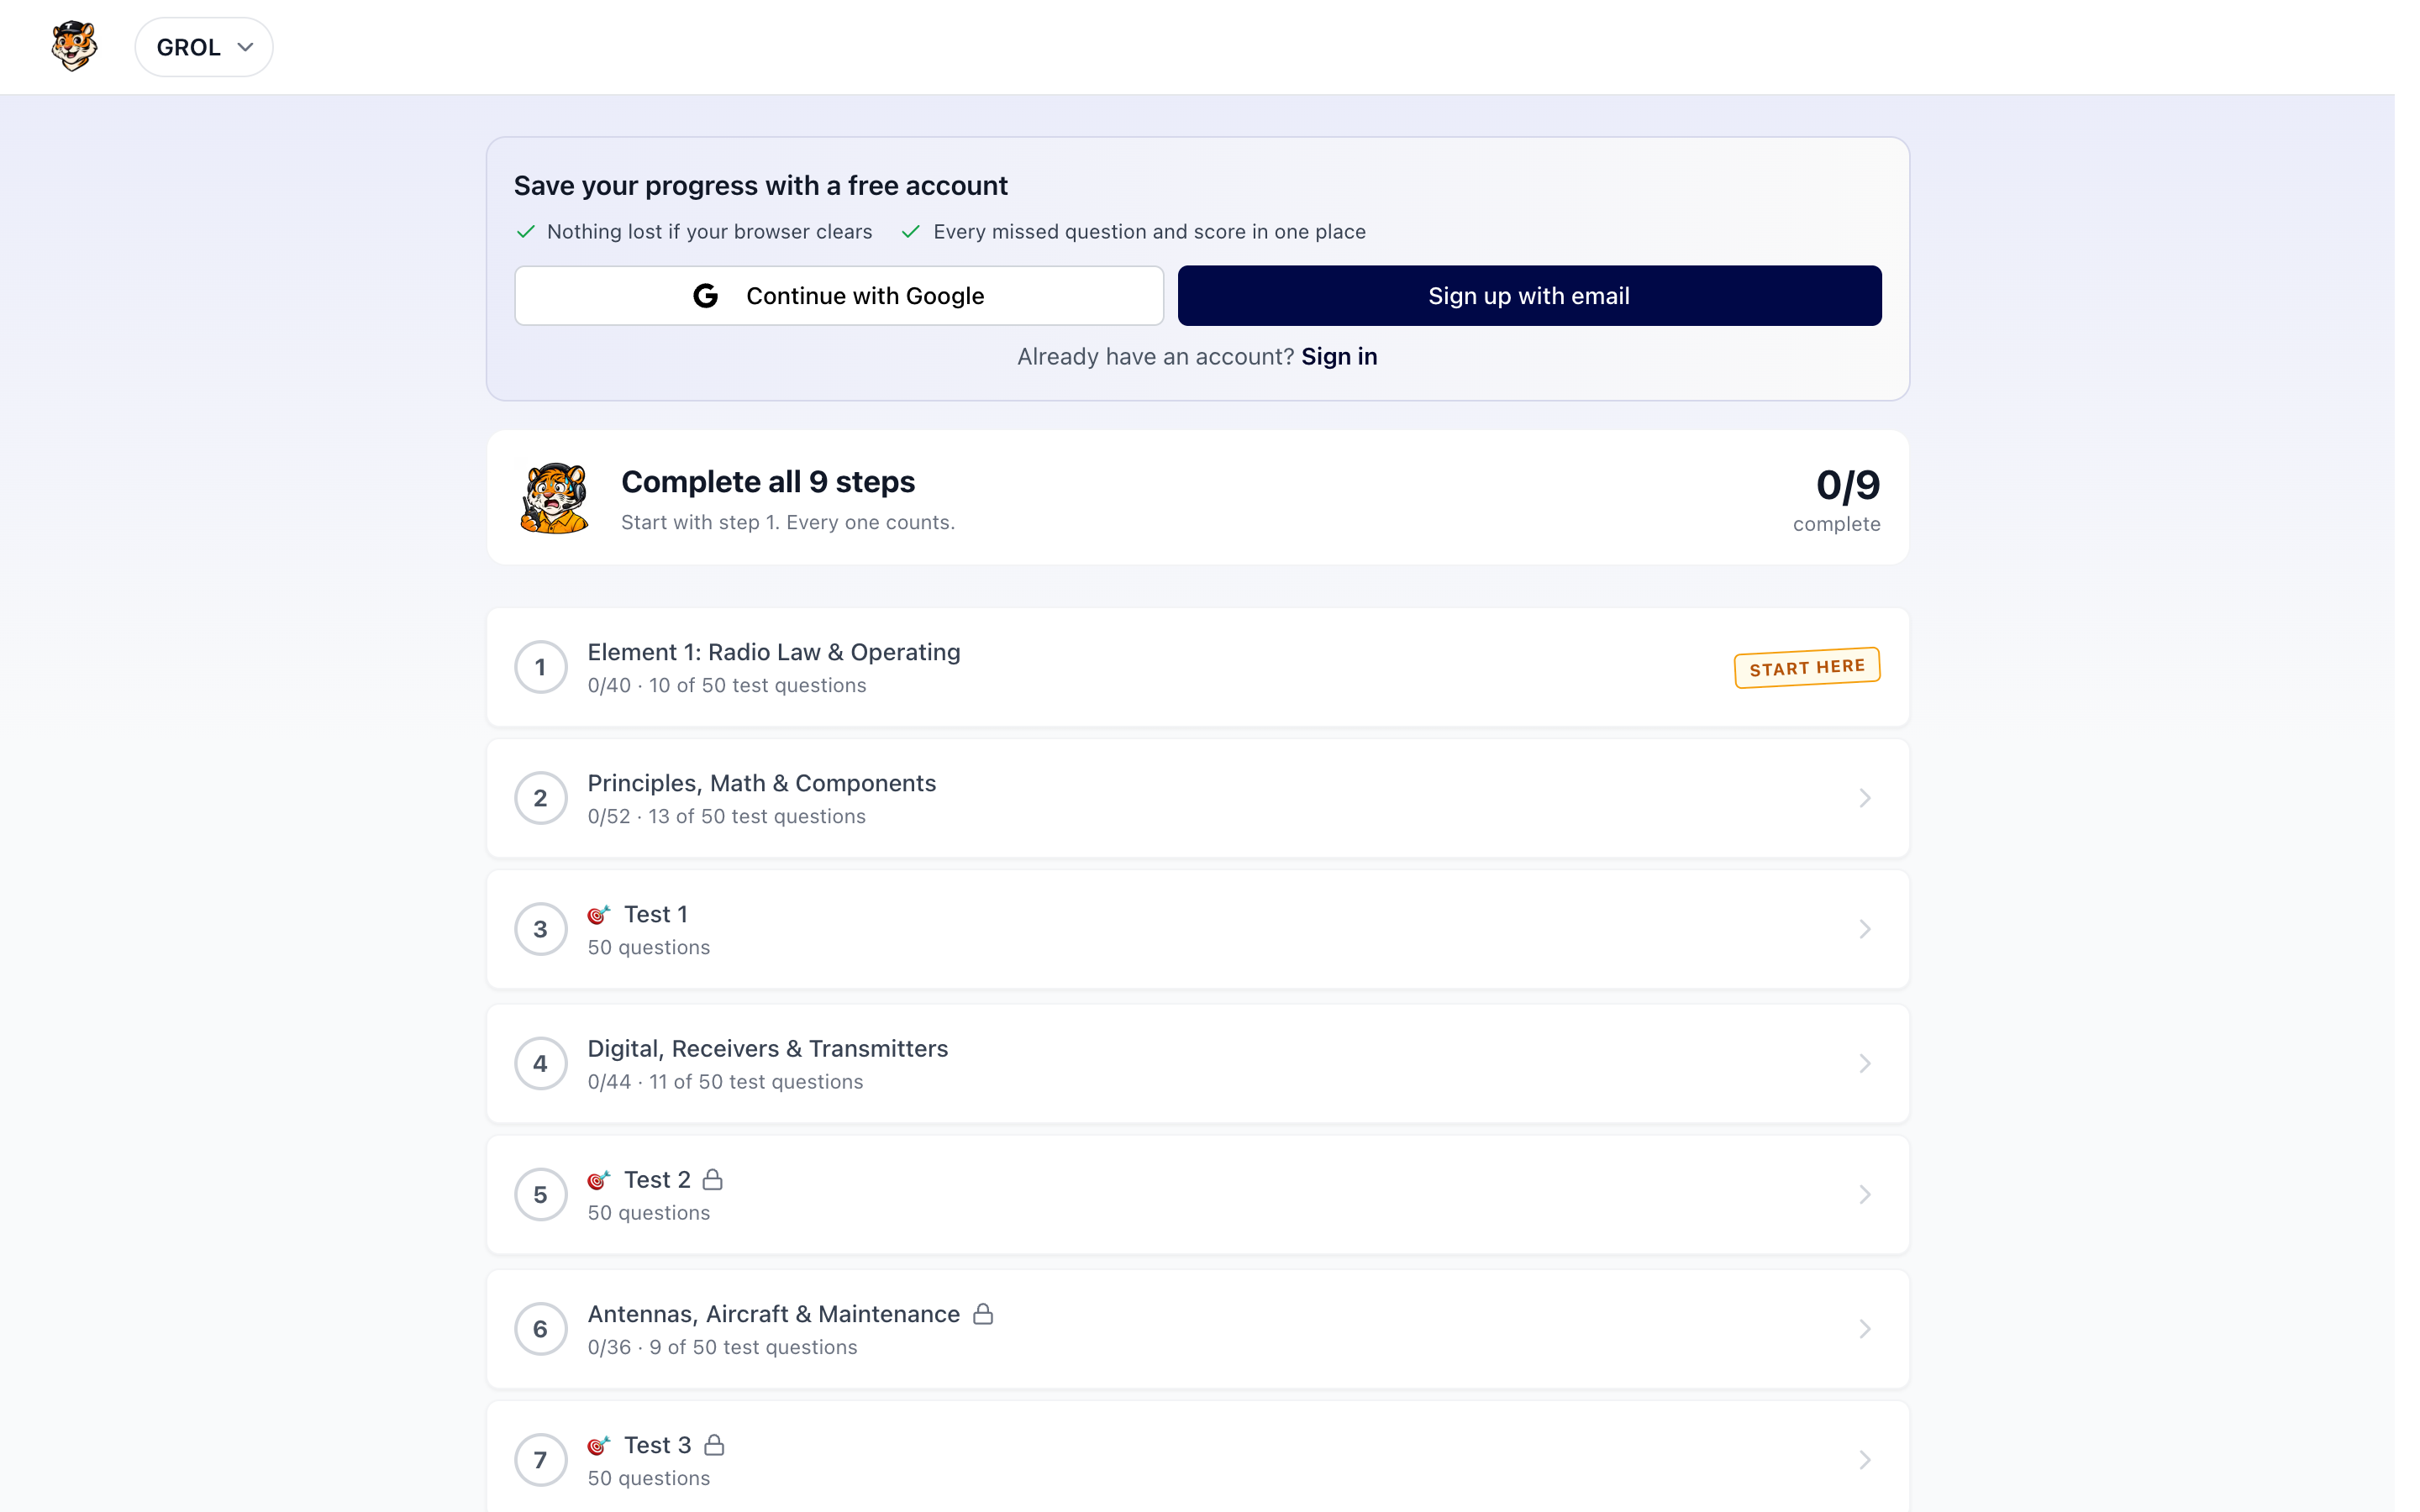 GROL
Save your progress with a free account
Nothing lost if your browser clears
Every missed question and score in one place
Continue with Google
Sign up with email
Already have an account? Sign in
Complete all 9 steps
Start with step 1. Every one counts.
0/9
complete
1
Element 1: Radio Law & Operating
0/40 · 10 of 50 test questions
START HERE
2
Principles, Math & Components
0/52 · 13 of 50 test questions
3
Test 1
50 questions
4
Digital, Receivers & Transmitters
0/44 · 11 of 50 test questions
5
Test 2
50 questions
6
Antennas, Aircraft & Maintenance
0/36 · 9 of 50 test questions
7
Test 3
50 questions